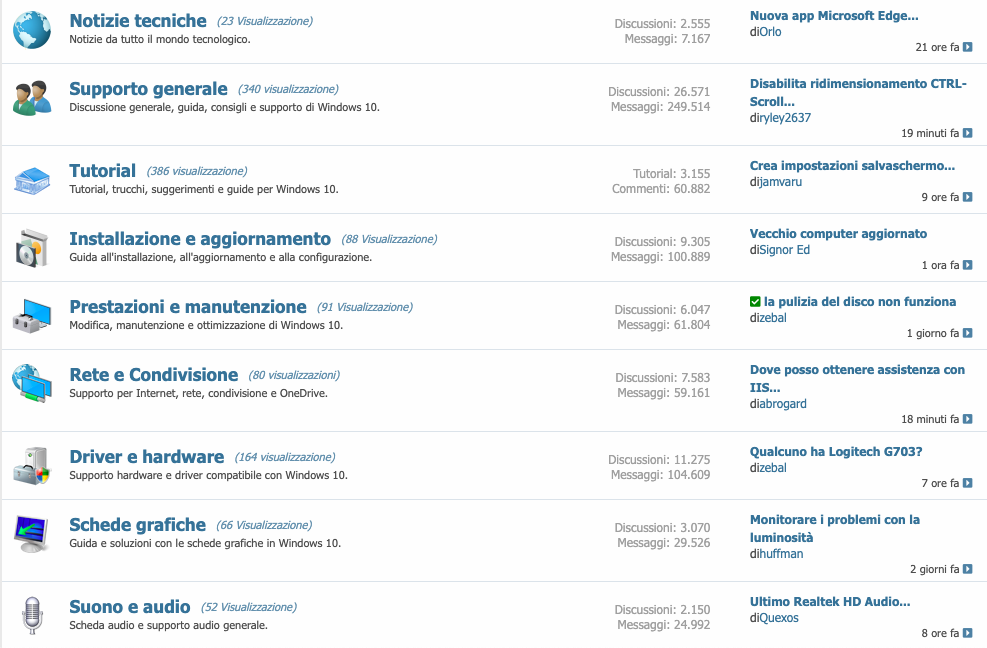 Notizie tecniche (23 Visualizzazione)
Notizie da tutto il mondo tecnologico.
Discussioni: 2.555
Messaggi: 7.167
Nuova app Microsoft Edge...
diOrlo
21 ore fa
Supporto generale (340 visualizzazione)
Discussione generale, guida, consigli e supporto di Windows 10.
Discussioni: 26.571
Messaggi: 249.514
Disabilita ridimensionamento CTRL-
Scroll...
diryley2637
19 minuti fa
Tutorial (386 visualizzazione)
Tutorial, trucchi, suggerimenti e guide per Windows 10.
Tutorial: 3.155
Commenti: 60.882
Crea impostazioni salvaschermo...
dijamvaru
9 ore fa
Installazione e aggiornamento (88 Visualizzazione)
Guida all'installazione, all'aggiornamento e alla configurazione.
Discussioni: 9.305
Messaggi: 100.889
Vecchio computer aggiornato
diSignor Ed
1 ora fa
Prestazioni e manutenzione (91 Visualizzazione)
Modifica, manutenzione e ottimizzazione di Windows 10.
Discussioni: 6.047
Messaggi: 61.804
la pulizia del disco non funziona
dizebal
1 giorno fa
Rete e Condivisione (80 visualizzazioni)
Supporto per Internet, rete, condivisione e OneDrive.
Discussioni: 7.583
Messaggi: 59.161
Dove posso ottenere assistenza con
IIS...
diabrogard
18 minuti fa
Driver e hardware (164 visualizzazione)
Supporto hardware e driver compatibile con Windows 10.
Discussioni: 11.275
Messaggi: 104.609
Qualcuno ha Logitech G703?
dizebal
7 ore fa
Schede grafiche (66 Visualizzazione)
Guida e soluzioni con le schede grafiche in Windows 10.
Discussioni: 3.070
Messaggi: 29.526
Monitorare i problemi con la
luminosità
dihuffman
2 giorni fa
Suono e audio (52 Visualizzazione)
Scheda audio e supporto audio generale.
Discussioni: 2.150
Messaggi: 24.992
Ultimo Realtek HD Audio...
diQuexos
8 ore fa